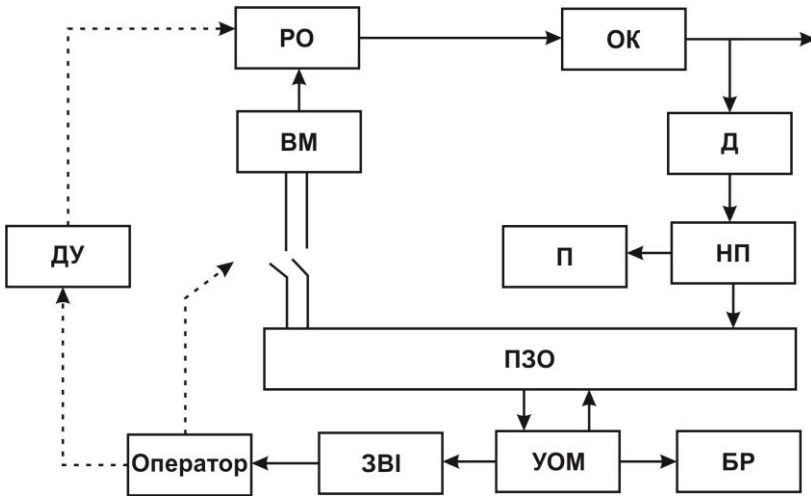 РО
ОК
ВМ
Д
ДУ
П
НП
ПЗО
Оператор
ЗВІ
УОМ
БР